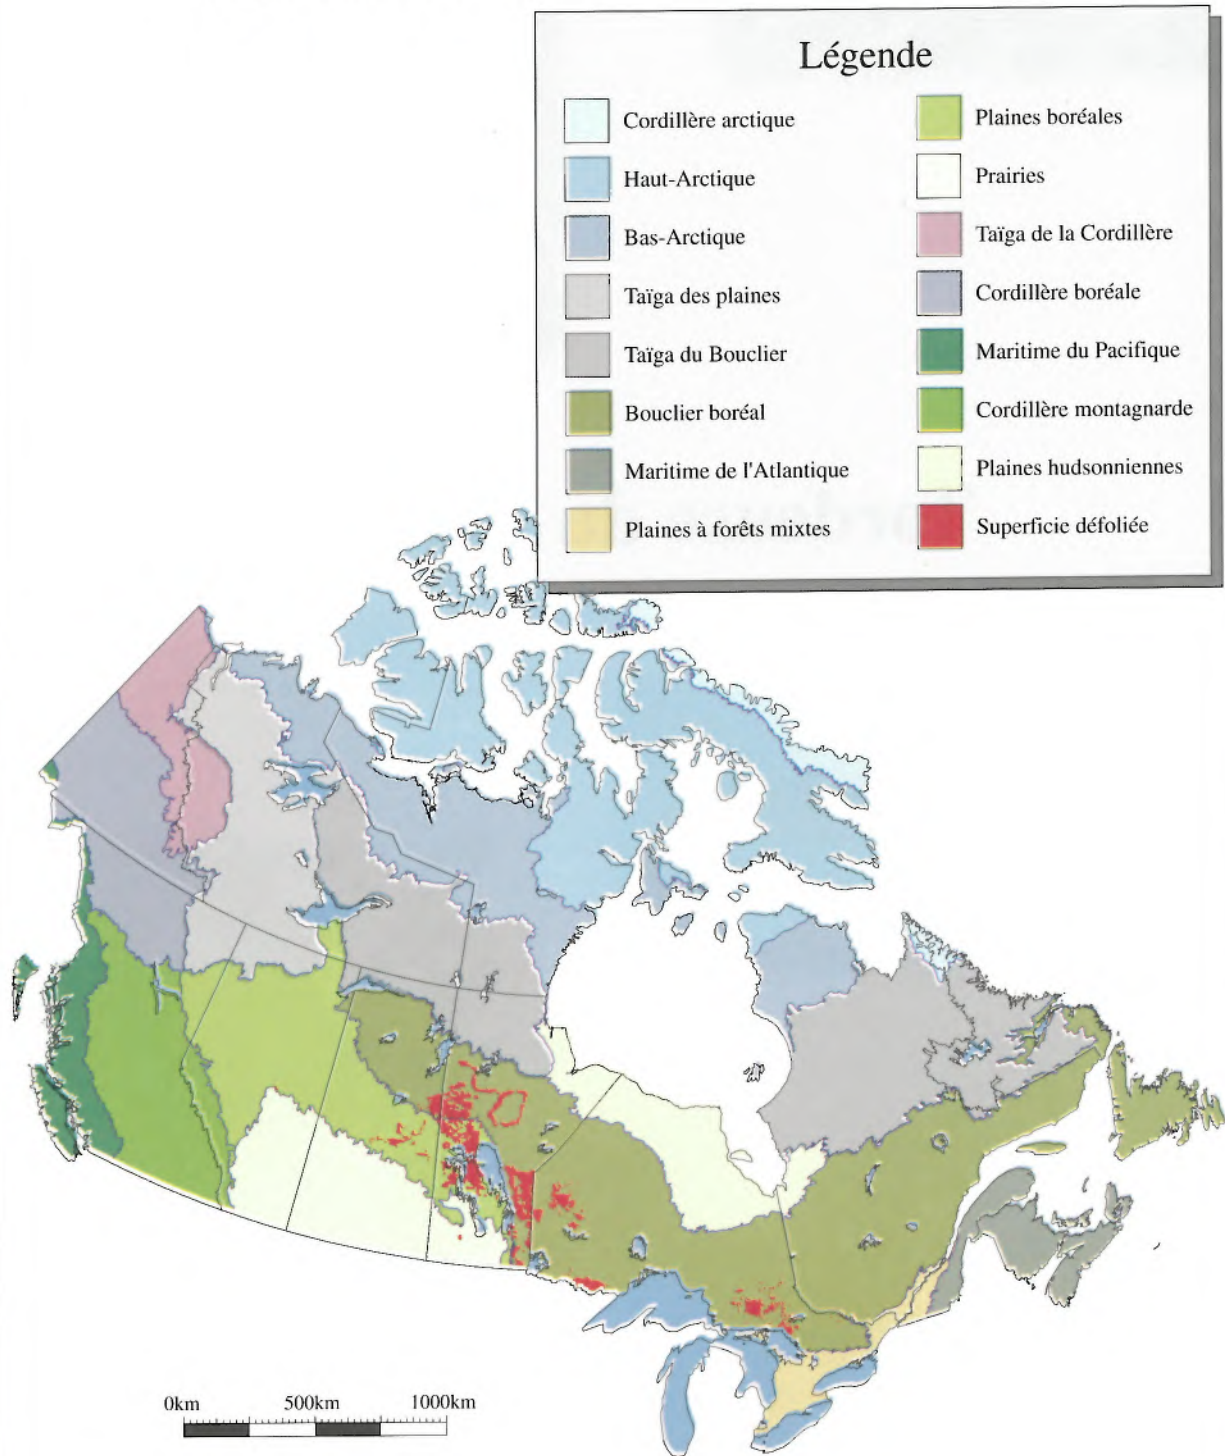 Légende
Cordillère arctique
Haut-Arctique
Bas-Arctique
Taïga des plaines
Taïga du Bouclier
Bouclier boréal
Maritime de l'Atlantique
Plaines à forêts mixtes
Plaines boréales
Prairies
Taïga de la Cordillère
Cordillère boréale
Maritime du Pacifique
Cordillère montagnarde
Plaines hudsonniennes
Superficie défoliée
0km 500km 1000km